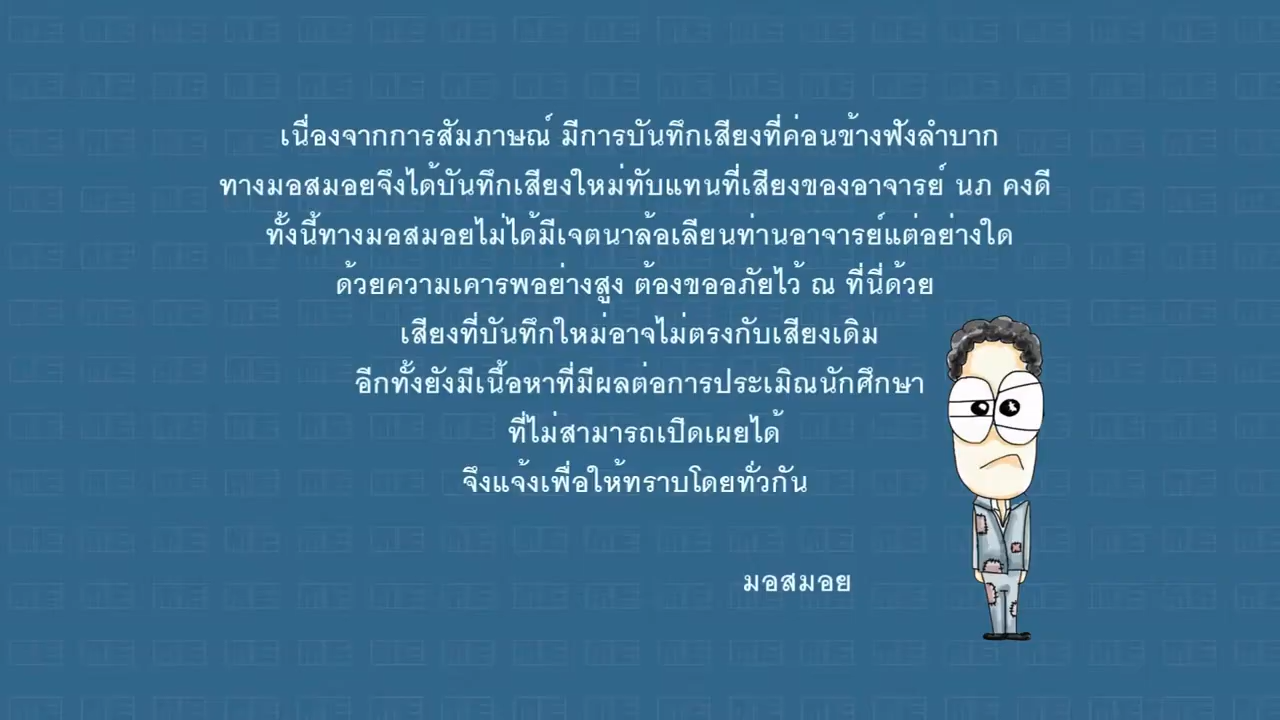 เนื่องจากการสัมภาษณ์ มีการบันทึกเสียงที่ค่อนข้างฟังลำบาก
ทางมอสมอยจึงได้บันทึกเสียงใหม่ทับแทนที่เสียงของอาจารย์ นภ คงดี
ทั้งนี้ทางมอสมอยไม่ได้มีเจตนาล้อเลียนท่านอาจารย์แต่อย่างใด
ด้วยความเคารพอย่างสูง ต้องขออภัยไว้ ณ ที่นี่ด้วย
เสียงที่บันทึกใหม่อาจไม่ตรงกับเสียงเดิม
อีกทั้งยังมีเนื้อหาที่มีผลต่อการประเมิณนักศึกษา
ที่ไม่สามารถเปิดเผยได้
จึงแจ้งเพื่อให้ทราบโดยทั่วกัน
มอสมอย